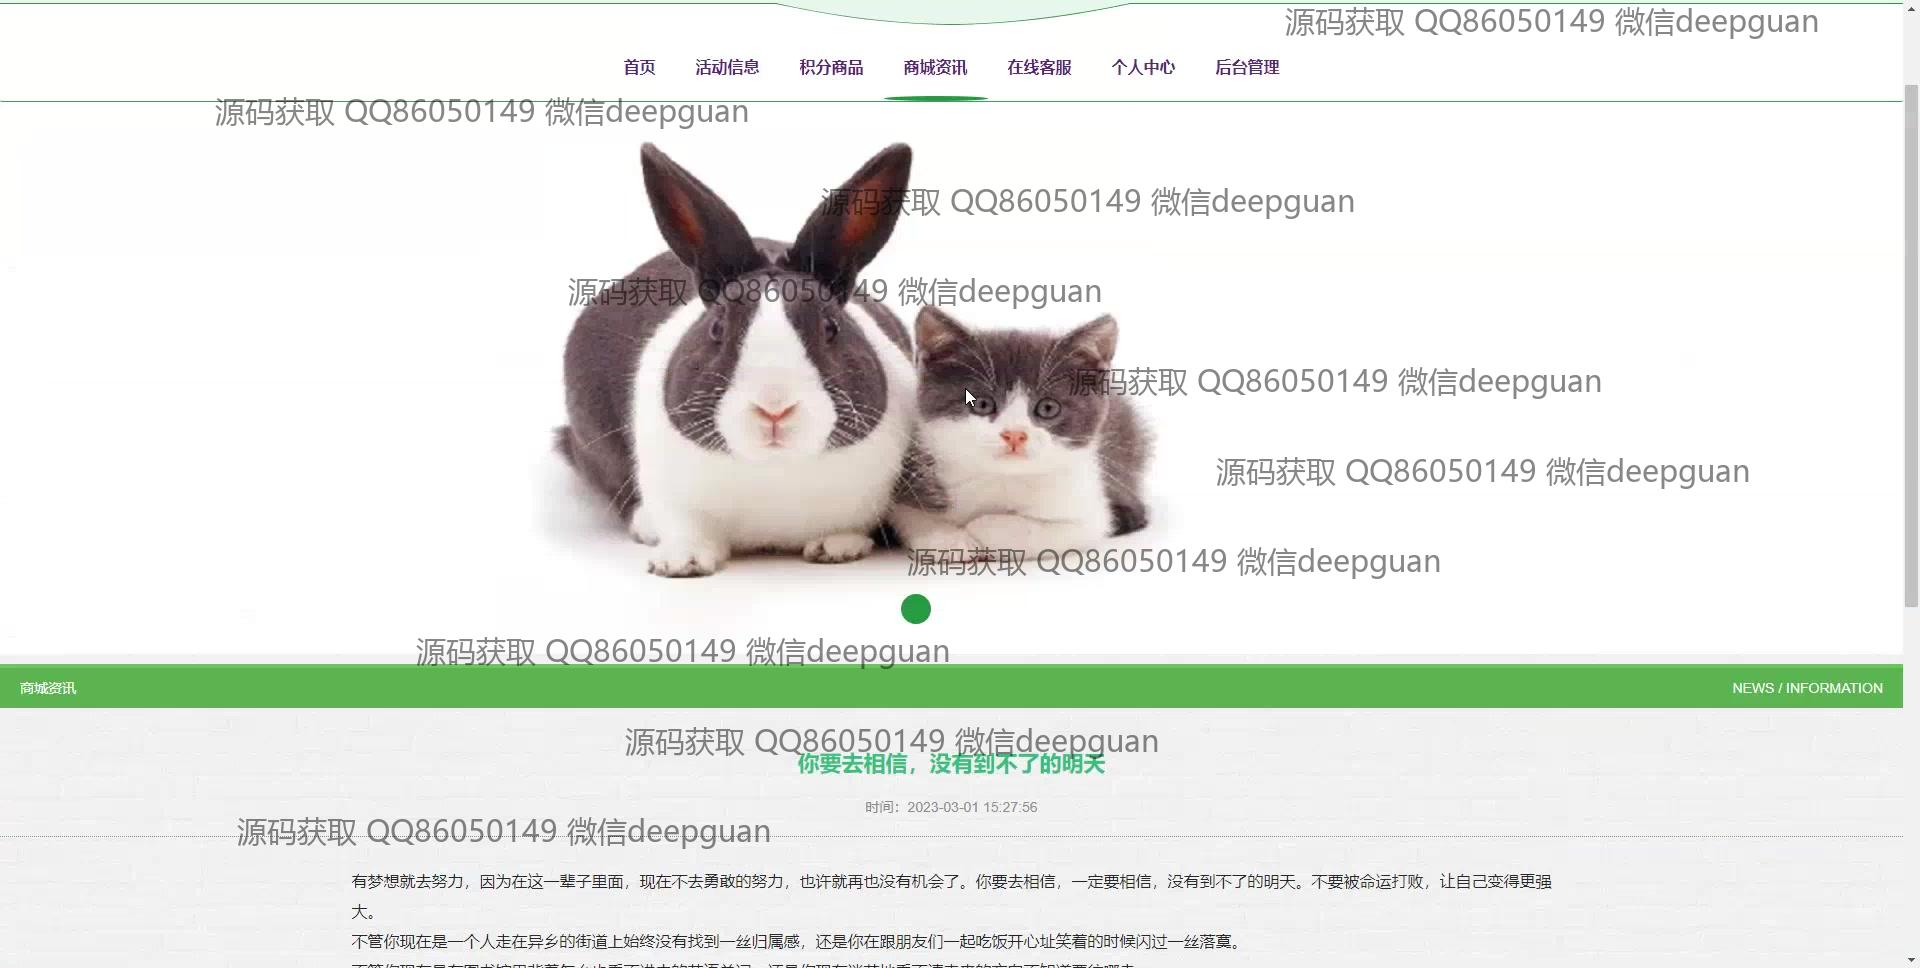 源码获取 QQ86050149 微信deepguan
首页 活动信息 积分商品 商城资讯 在线客服 个人中心 后台管理
源码获取 QQ86050149 微信deepguan
源码获取 QQ86050149 微信deepguan
源码获取 QQ86050149 微信deepguan
源码获取 QQ86050149 微信deepguan
源码获取 QQ86050149 微信deepguan
源码获取 QQ86050149 微信deepguan
源码获取 QQ86050149 微信deepguan
商城资讯 NEWS / INFORMATION
源码获取 QQ86050149 微信deepguan
你要去相信，没有到不了的明天
时间：2023-03-01 15:27:56
源码获取 QQ86050149 微信deepguan
有梦想就去努力，因为在这一辈子里面，现在不去勇敢的努力，也许就再也没有机会了。你要去相信，一定要相信，没有到不了的明天。不要被命运打败，让自己变得更强
大。
不管你现在是一个人走在异乡的街道上始终没有找到一丝归属感，还是你在跟朋友们一起吃饭开心址笑着的时候闪过一丝落寞。